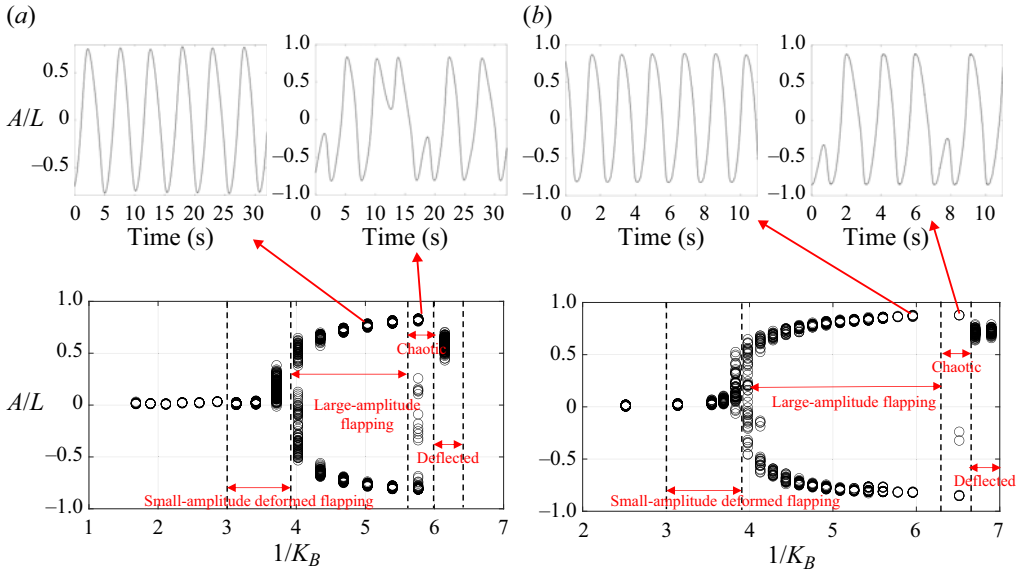 (a)
(b)
1.0
1.0
1.0
0.5
0.5
0.5
0.5
A/L
0
0
0
0
–0.5
–0.5
–0.5
–0.5
–1.0
–1.0
–1.0
0 5 10 15 20 25 30
0 5 10 15 20 25 30
0 2 4 6 8 10
0 2 4 6 8 10
Time (s)
Time (s)
Time (s)
Time (s)
1.0
0.5
A/L
0
–0.5
–1.0
Chaotic
Large-amplitude
flapping
Deflected
Small-amplitude deformed flapping
1 2 3 4 5 6 7
1/K_B
1.0
0.5
0
–0.5
–1.0
Chaotic
Large-amplitude flapping
Deflected
Small-amplitude deformed flapping
2 3 4 5 6 7
1/K_B